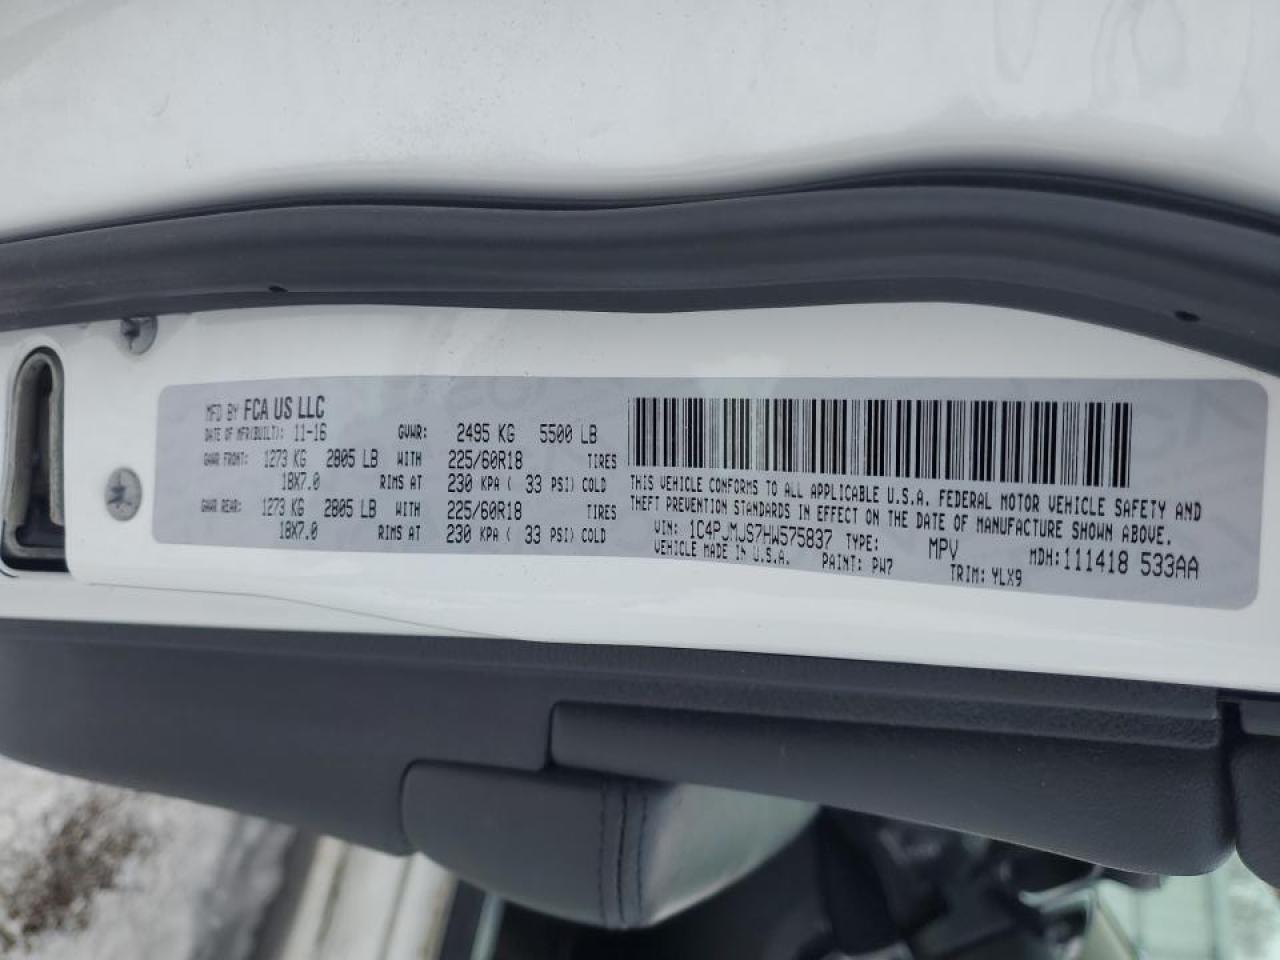 MFD BY FCA US LLC
DATE OF MFR(BUILT): 11-16 GVWR: 2495 KG 5500 LB
GAWR FRONT: 1273 KG 2805 LB WITH 225/60R18 TIRES
18X7.0 RIMS AT 230 KPA ( 33 PSI) COLD
GAWR REAR: 1273 KG 2805 LB WITH 225/60R18 TIRES
18X7.0 RIMS AT 230 KPA ( 33 PSI) COLD
THIS VEHICLE CONFORMS TO ALL APPLICABLE U.S.A. FEDERAL MOTOR VEHICLE SAFETY AND
THEFT PREVENTION STANDARDS IN EFFECT ON THE DATE OF MANUFACTURE SHOWN ABOVE.
VIN: 1C4PJMJS7HW575837 TYPE: MPV MDH:111418 533AA
VEHICLE MADE IN U.S.A. PAINT: PW7 TRIM: YLX9